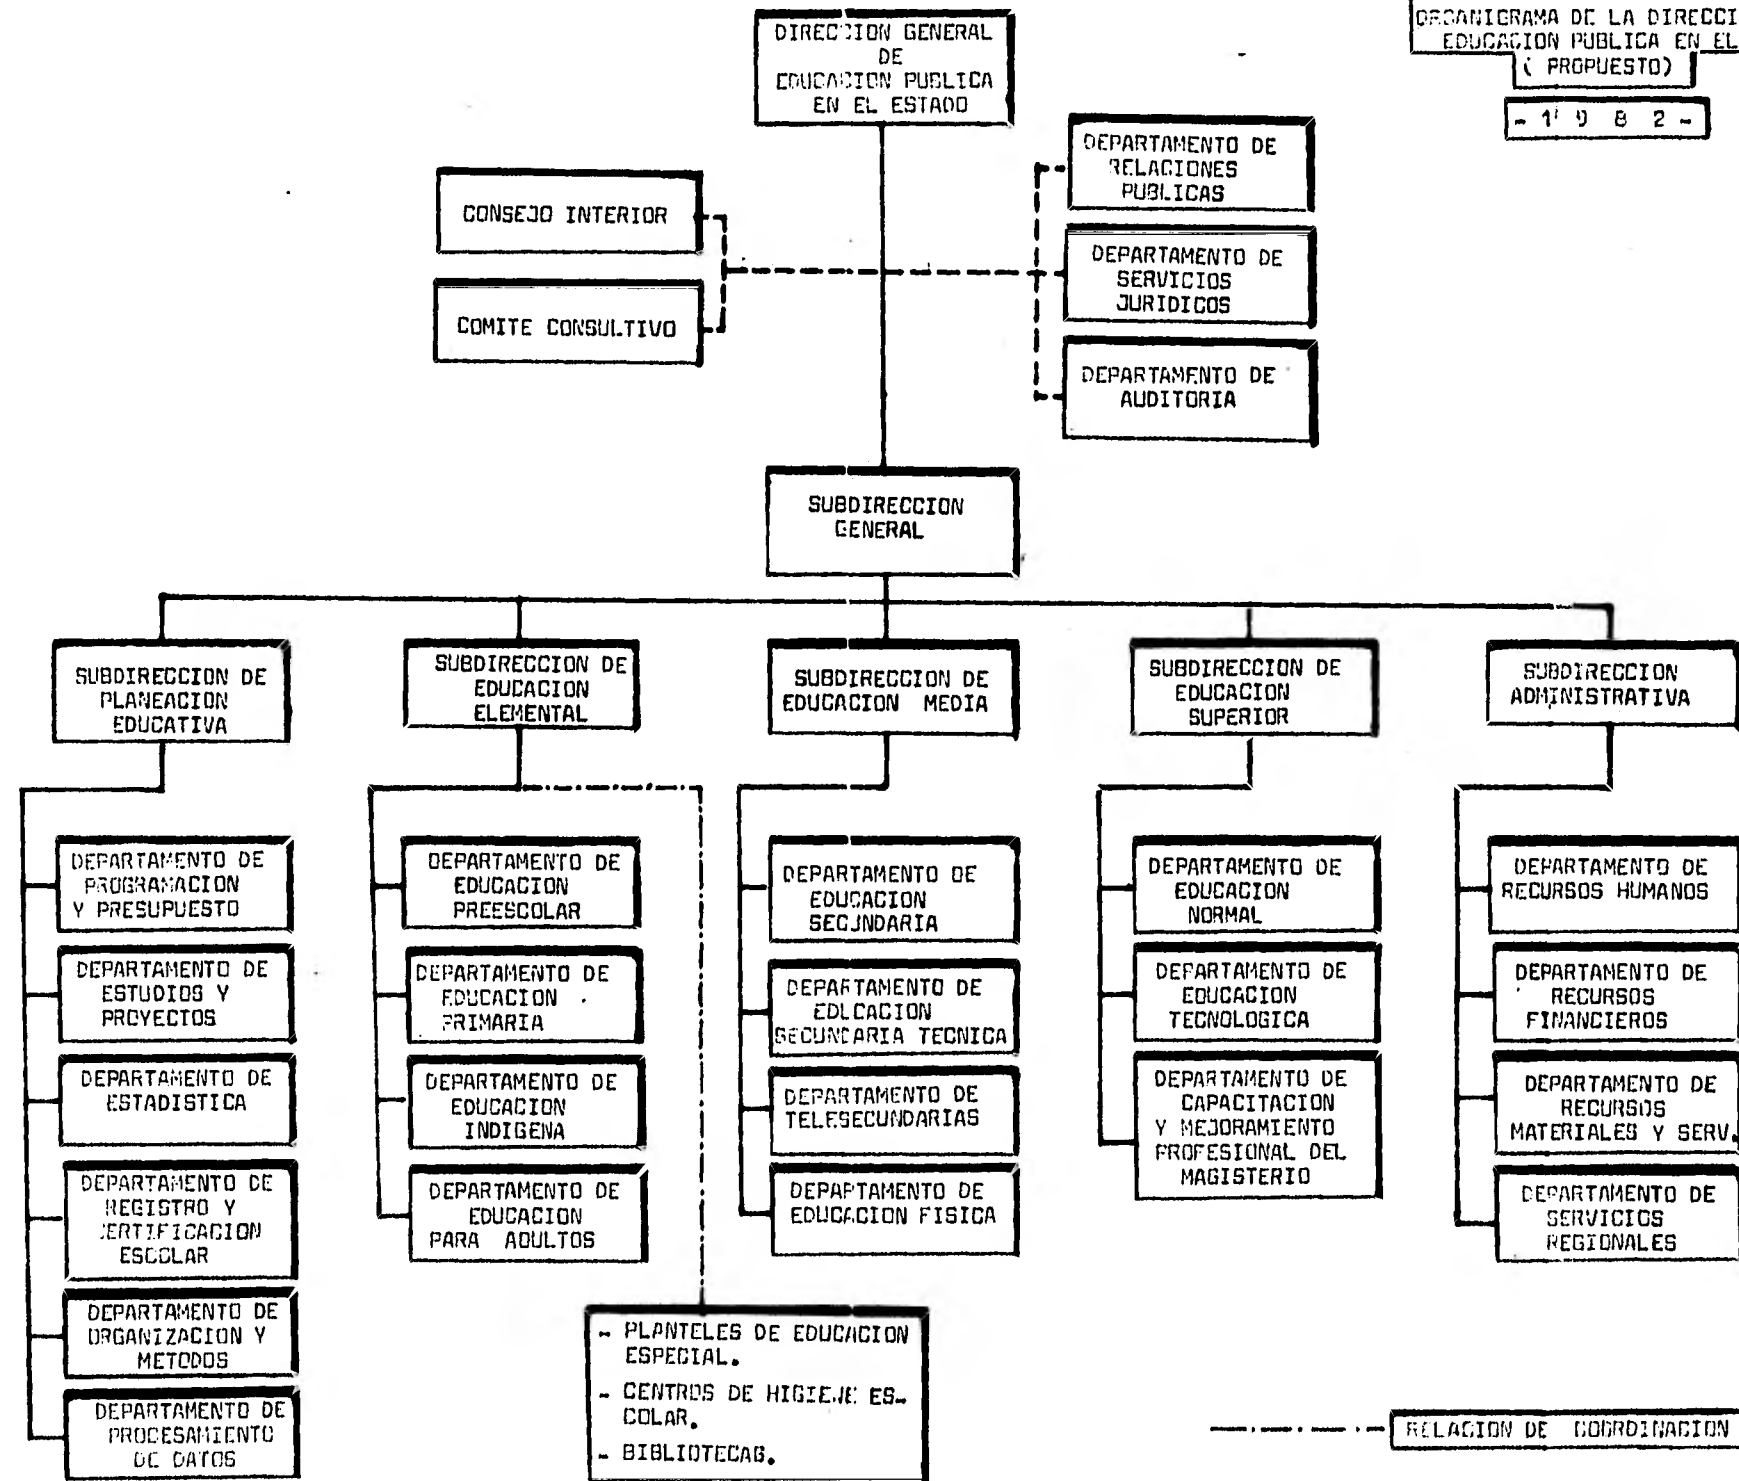 ORGANIGRAMA DE LA DIRECCI
EDUCACION PUBLICA EN EL
( PROPUESTO)
- 1 9 8 2 -
DIRECCION GENERAL
DE
EDUCACION PUBLICA
EN EL ESTADO
CONSEJO INTERIOR
COMITE CONSULTIVO
DEPARTAMENTO DE
RELACIONES
PUBLICAS
DEPARTAMENTO DE
SERVICIOS
JURIDICOS
DEPARTAMENTO DE
AUDITORIA
SUBDIRECCION
GENERAL
SUBDIRECCION DE
PLANEACION
EDUCATIVA
SUBDIRECCION DE
EDUCACION
ELEMENTAL
SUBDIRECCION DE
EDUCACION MEDIA
SUBDIRECCION DE
EDUCACION
SUPERIOR
SUBDIRECCION
ADMINISTRATIVA
DEPARTAMENTO DE
PROGRAMACION
Y PRESUPUESTO
DEPARTAMENTO DE
ESTUDIOS Y
PROYECTOS
DEPARTAMENTO DE
ESTADISTICA
DEPARTAMENTO DE
REGISTRO Y
CERTIFICACION
ESCOLAR
DEPARTAMENTO DE
ORGANIZACION Y
METODOS
DEPARTAMENTO DE
PROCESAMIENTO
DE DATOS
DEPARTAMENTO DE
EDUCACION
PREESCOLAR
DEPARTAMENTO DE
EDUCACION
PRIMARIA
DEPARTAMENTO DE
EDUCACION
INDIGENA
DEPARTAMENTO DE
EDUCACION
PARA ADULTOS
- PLANTELES DE EDUCACION
ESPECIAL.
- CENTROS DE HIGIENE ES-
COLAR.
- BIBLIOTECAS.
DEPARTAMENTO DE
EDUCACION
SECUNDARIA
DEPARTAMENTO DE
EDUCACION
SECUNDARIA TECNICA
DEPARTAMENTO DE
TELESECUNDARIAS
DEPARTAMENTO DE
EDUCACION FISICA
DEPARTAMENTO DE
EDUCACION
NORMAL
DEPARTAMENTO DE
EDUCACION
TECNOLOGICA
DEPARTAMENTO DE
CAPACITACION
Y MEJORAMIENTO
PROFESIONAL DEL
MAGISTERIO
DEPARTAMENTO DE
RECURSOS HUMANOS
DEPARTAMENTO DE
RECURSOS
FINANCIEROS
DEPARTAMENTO DE
RECURSOS
MATERIALES Y SERV.
DEPARTAMENTO DE
SERVICIOS
REGIONALES
RELACION DE COORDINACION